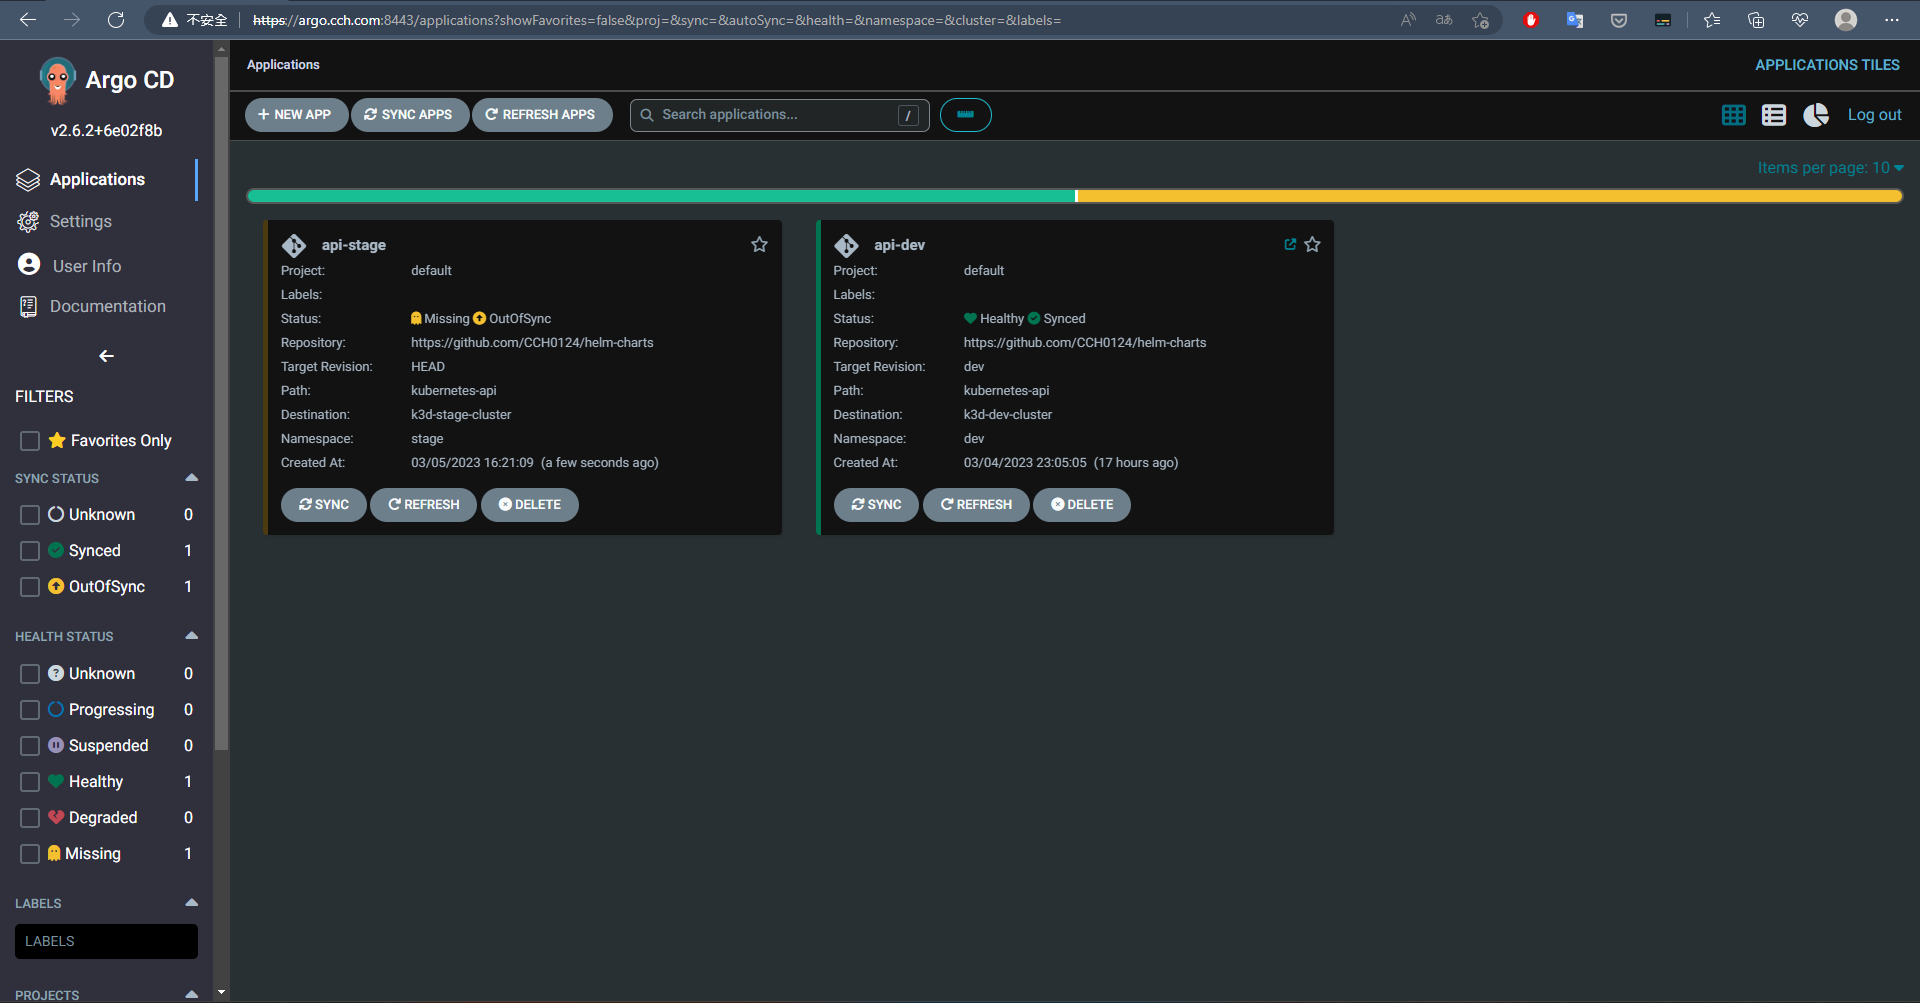 不安全 https://argo.cch.com:8443/applications?showFavorites=false&proj=&sync=&autoSync=&health=&namespace=&cluster=&labels=
Argo CD
v2.6.2+6e02f8b
Applications
Settings
User Info
Documentation
FILTERS
Favorites Only
SYNC STATUS
Unknown 0
Synced 1
OutOfSync 1
HEALTH STATUS
Unknown 0
Progressing 0
Suspended 0
Healthy 1
Degraded 0
Missing 1
LABELS
LABELS
PROJECTS
Applications
APPLICATIONS TILES
NEW APP SYNC APPS REFRESH APPS Search applications... / Log out
Items per page: 10
api-stage
Project: default
Labels:
Status: Missing OutOfSync
Repository: https://github.com/CCH0124/helm-charts
Target Revision: HEAD
Path: kubernetes-api
Destination: k3d-stage-cluster
Namespace: stage
Created At: 03/05/2023 16:21:09 (a few seconds ago)
SYNC REFRESH DELETE
api-dev
Project: default
Labels:
Status: Healthy Synced
Repository: https://github.com/CCH0124/helm-charts
Target Revision: dev
Path: kubernetes-api
Destination: k3d-dev-cluster
Namespace: dev
Created At: 03/04/2023 23:05:05 (17 hours ago)
SYNC REFRESH DELETE